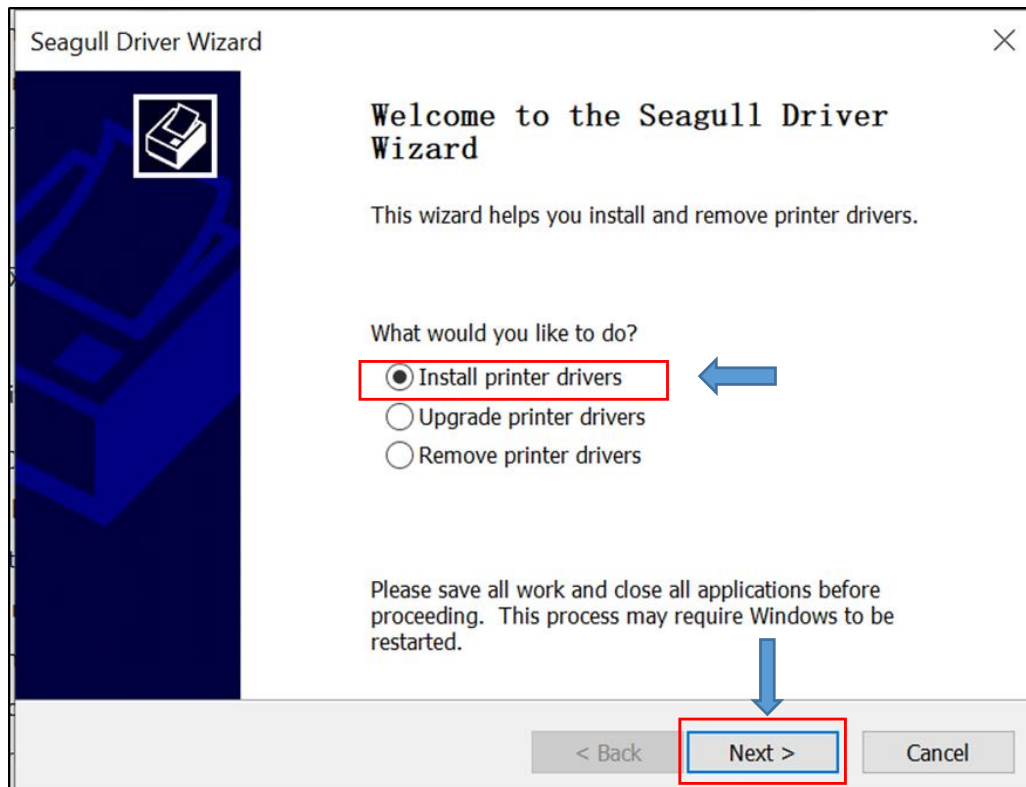 Seagull Driver Wizard
Welcome to the Seagull Driver
Wizard
This wizard helps you install and remove printer drivers.
What would you like to do?
Install printer drivers
Upgrade printer drivers
Remove printer drivers
Please save all work and close all applications before
proceeding.  This process may require Windows to be
restarted.
< Back Next > Cancel